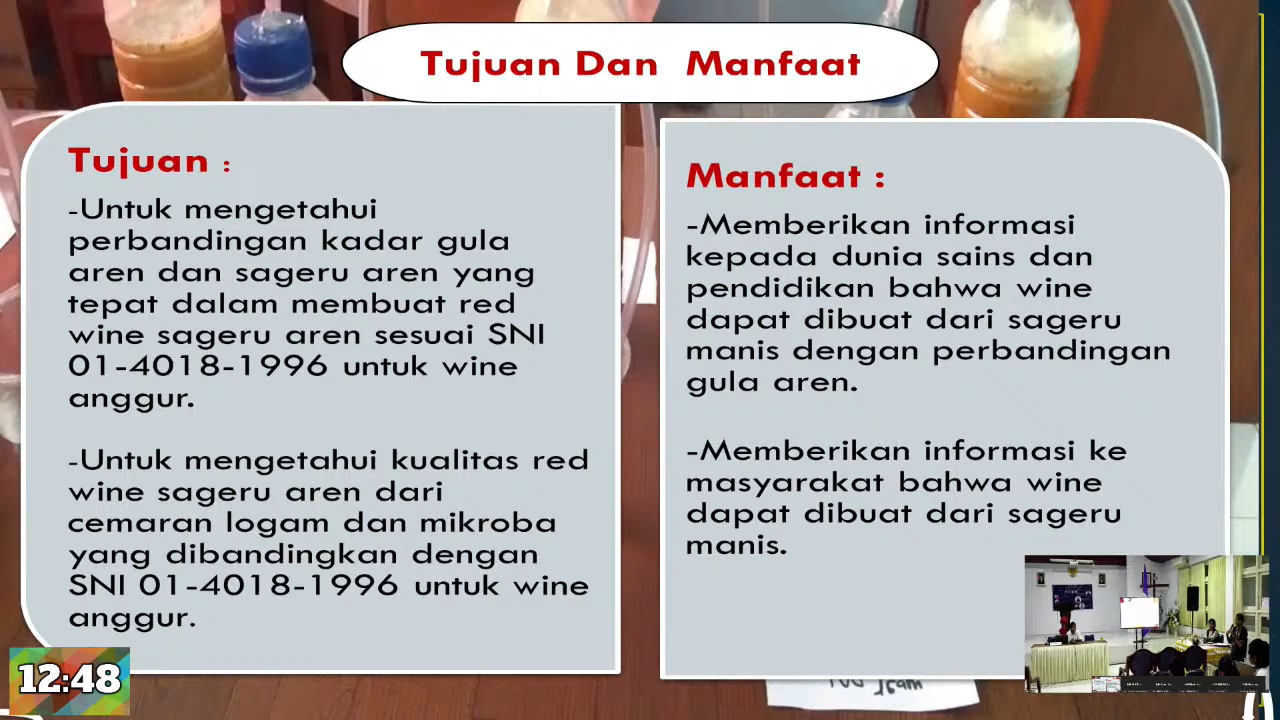 Tujuan Dan Manfaat
Tujuan :
-Untuk mengetahui
perbandingan kadar gula
aren dan sageru aren yang
tepat dalam membuat red
wine sageru aren sesuai SNI
01-4018-1996 untuk wine
anggur.
-Untuk mengetahui kualitas red
wine sageru aren dari
cemaran logam dan mikroba
yang dibandingkan dengan
SNI 01-4018-1996 untuk wine
anggur.
Manfaat :
-Memberikan informasi
kepada dunia sains dan
pendidikan bahwa wine
dapat dibuat dari sageru
manis dengan perbandingan
gula aren.
-Memberikan informasi ke
masyarakat bahwa wine
dapat dibuat dari sageru
manis.
12:48
Team